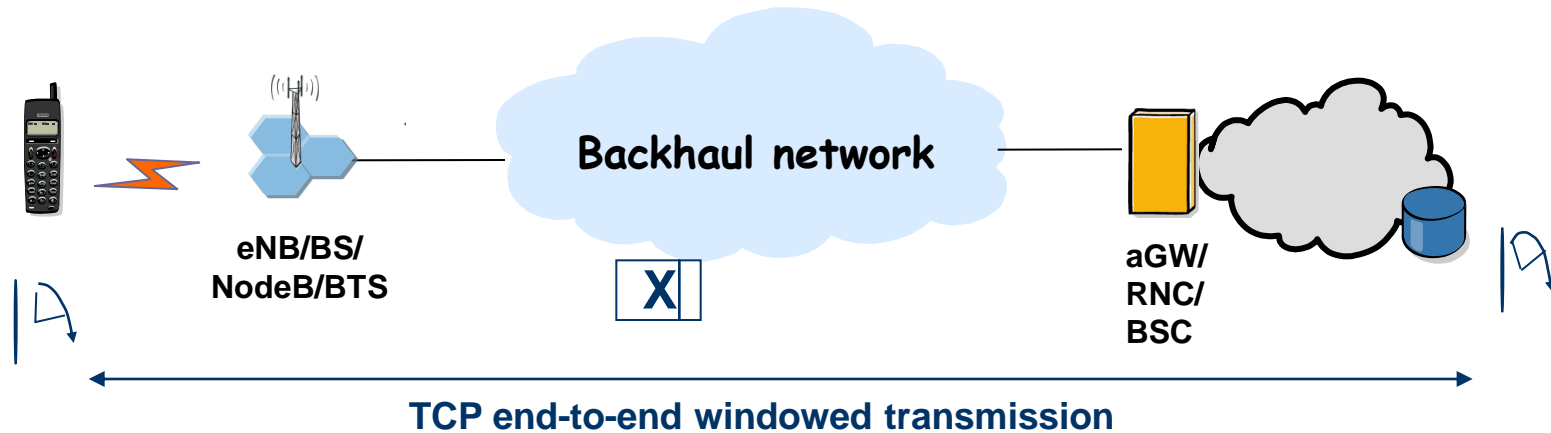 Backhaul network
eNB/BS/
NodeB/BTS
X
aGW/
RNC/
BSC
TCP end-to-end windowed transmission